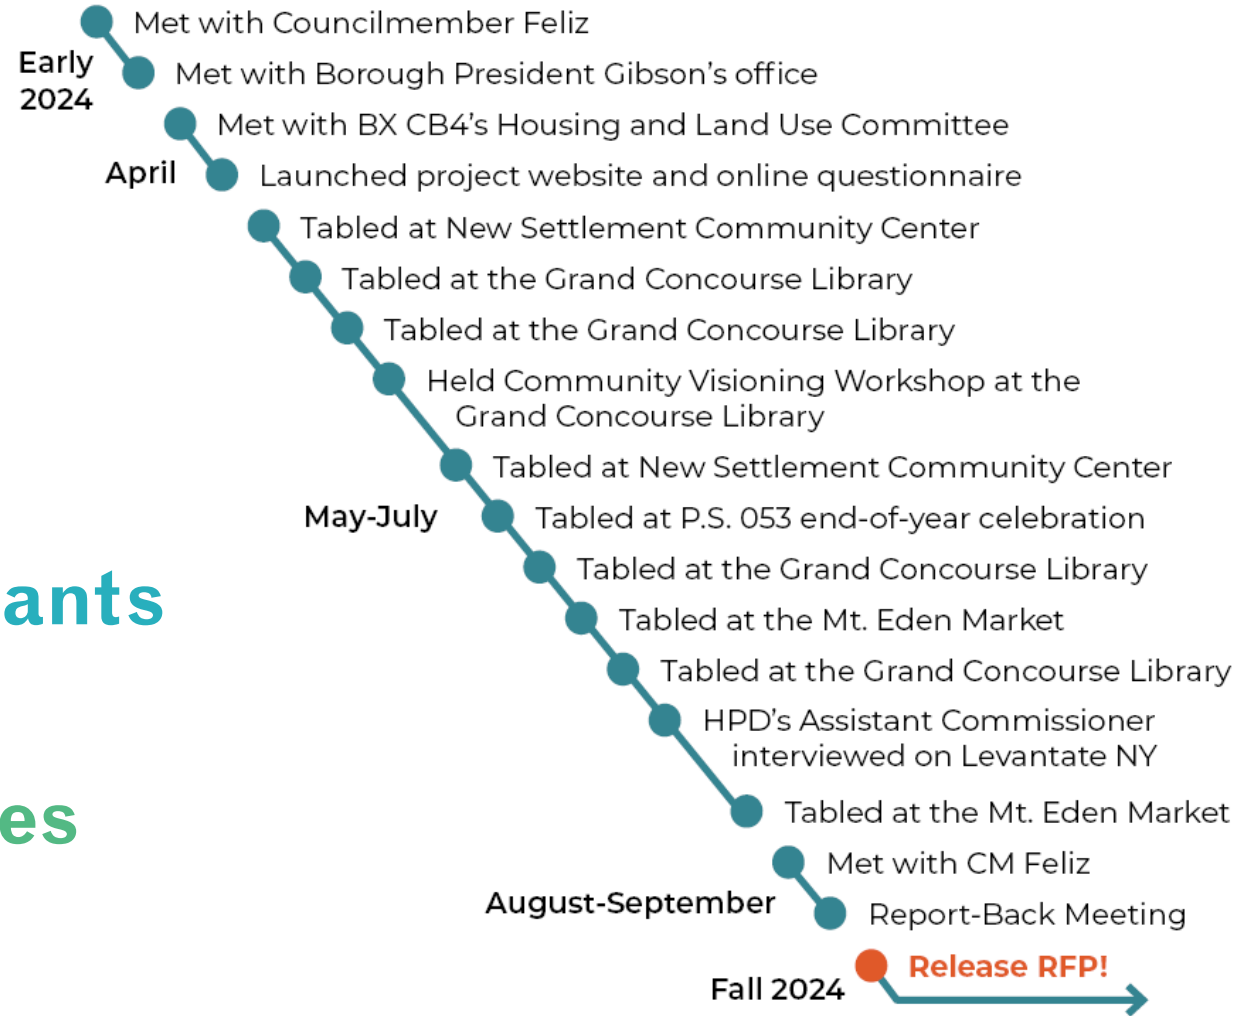 Met with Councilmember Feliz
Early
2024
Met with Borough President Gibson's office
Met with BX CB4's Housing and Land Use Committee
April
Launched project website and online questionnaire
Tabled at New Settlement Community Center
Tabled at the Grand Concourse Library
Tabled at the Grand Concourse Library
Held Community Visioning Workshop at the
Grand Concourse Library
Tabled at New Settlement Community Center
May-July
Tabled at P.S. 053 end-of-year celebration
Tabled at the Grand Concourse Library
ants
Tabled at the Mt. Eden Market
Tabled at the Grand Concourse Library
HPD's Assistant Commissioner
interviewed on Levantate NY
es
Tabled at the Mt. Eden Market
Met with CM Feliz
August-September
Report-Back Meeting
Release RFP!
Fall 2024